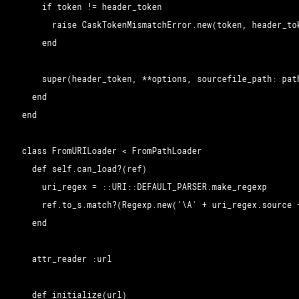 if token != header_token
raise CaskTokenMismatchError.new(token, header_tok
end
super(header_token, **options, sourcefile_path: path
end
end
class FromURILoader < FromPathLoader
def self.can_load?(ref)
uri_regex = ::URI::DEFAULT_PARSER.make_regexp
ref.to_s.match?(Regexp.new('\A' + uri_regex.source +
end
attr_reader :url
def initialize(url)